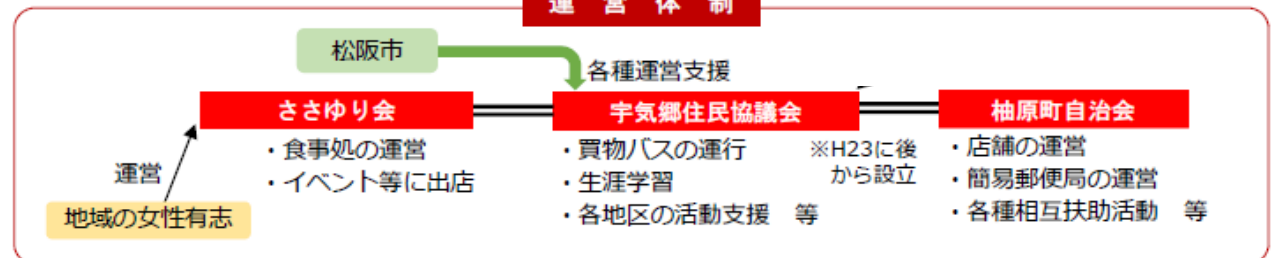 運営体制
松阪市
各種運営支援
ささゆり会
宇気郷住民協議会
柚原町自治会
・食事処の運営
・イベント等に出店
・買物バスの運行
・生涯学習
・各地区の活動支援　等
※H23に後
から設立
・店舗の運営
・簡易郵便局の運営
・各種相互扶助活動　等
運営
地域の女性有志